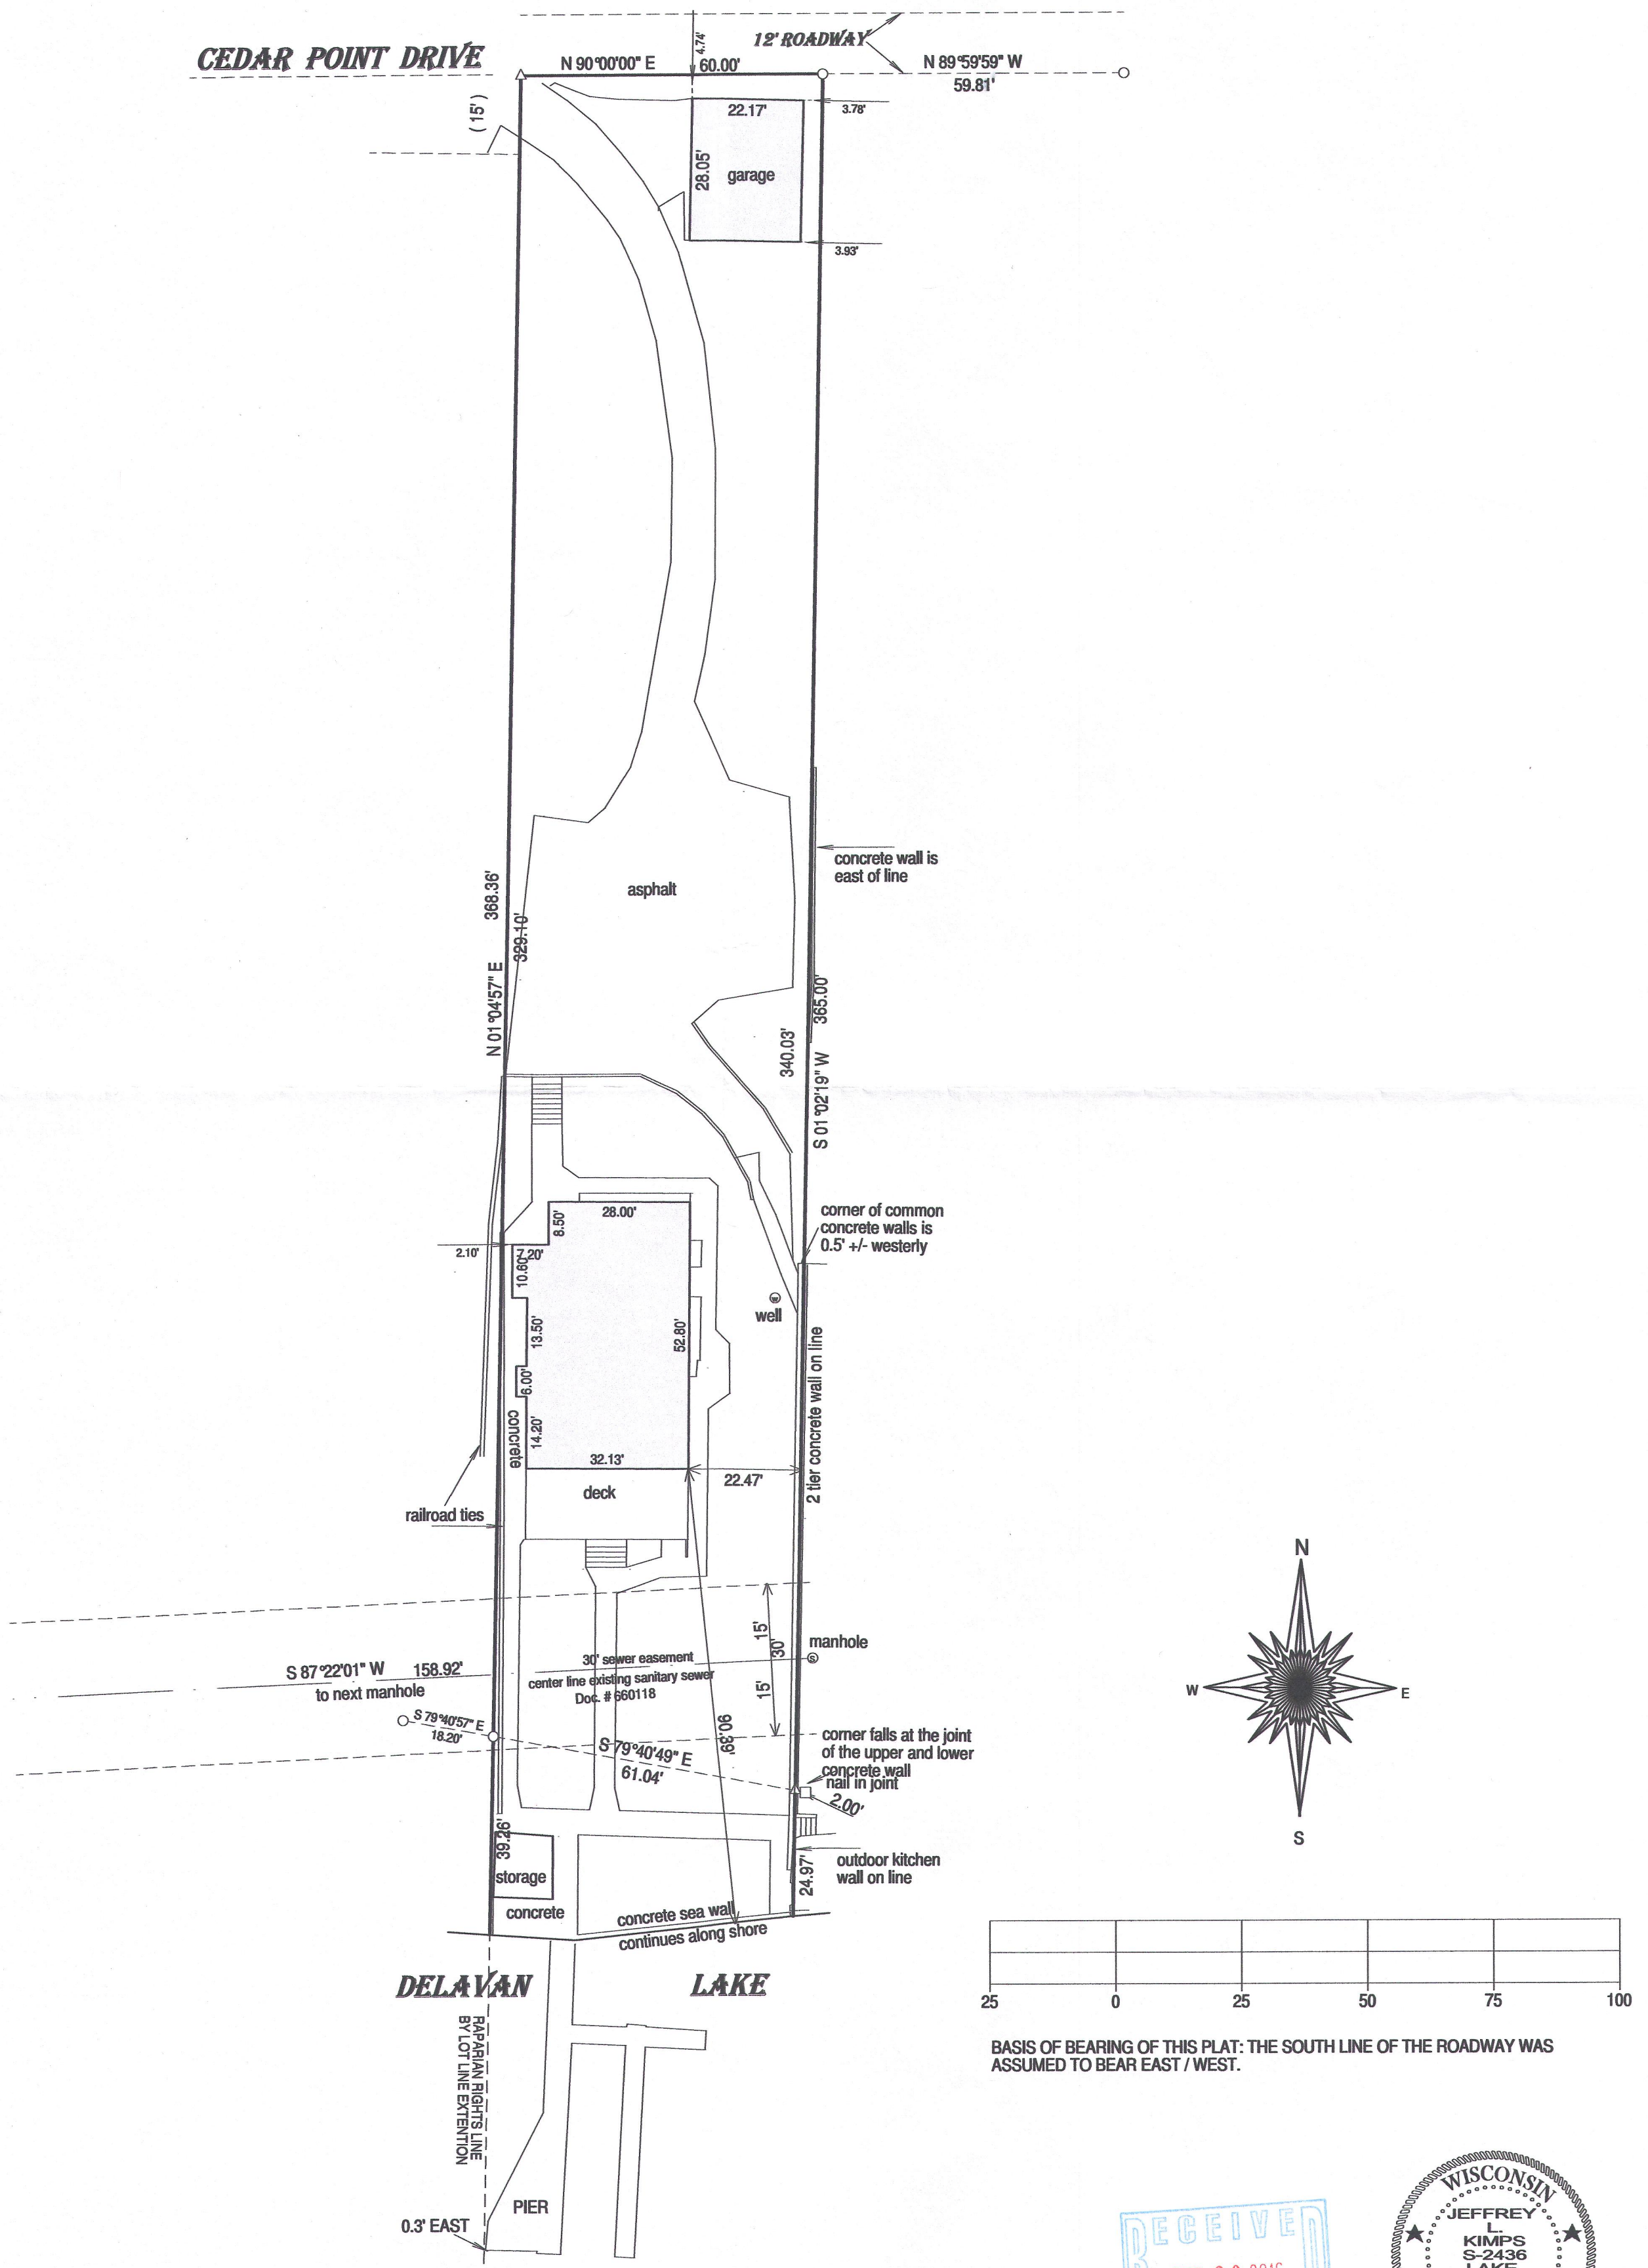 CEDAR POINT DRIVE
12' ROADWAY
4.74'
N 90°00'00" E
60.00'
N 89°59'59" W
59.81'
( 15' )
22.17'
3.78'
28.05'
garage
3.93'
concrete wall is
east of line
asphalt
368.36'
329.10'
N 01°04'57" E
365.00'
340.03'
S 01°02'19" W
28.00'
8.50'
corner of common
concrete walls is
0.5' +/- westerly
2.10'
7.20'
10.60'
well
13.50'
52.80'
2 tier concrete wall on line
6.00'
concrete
14.20'
32.13'
22.47'
deck
railroad ties
15'
30'
manhole
S
30' sewer easement
center line existing sanitary sewer
Doc. # 660118
S 87°22'01" W 158.92'
to next manhole
15'
S 79°40'57" E
18.20'
90.39'
S 79°40'49" E
61.04'
corner falls at the joint
of the upper and lower
concrete wall
nail in joint
2.00'
39.26'
storage
24.97'
outdoor kitchen
wall on line
concrete
concrete sea wall
continues along shore
DELAVAN LAKE
RAPARIAN RIGHTS LINE
BY LOT LINE EXTENTION
PIER
0.3' EAST
N
W
E
S
25 0 25 50 75 100
BASIS OF BEARING OF THIS PLAT: THE SOUTH LINE OF THE ROADWAY WAS
ASSUMED TO BEAR EAST / WEST.
RECEIVED
WISCONSIN
JEFFREY
L.
KIMPS
S-2436
LAKE